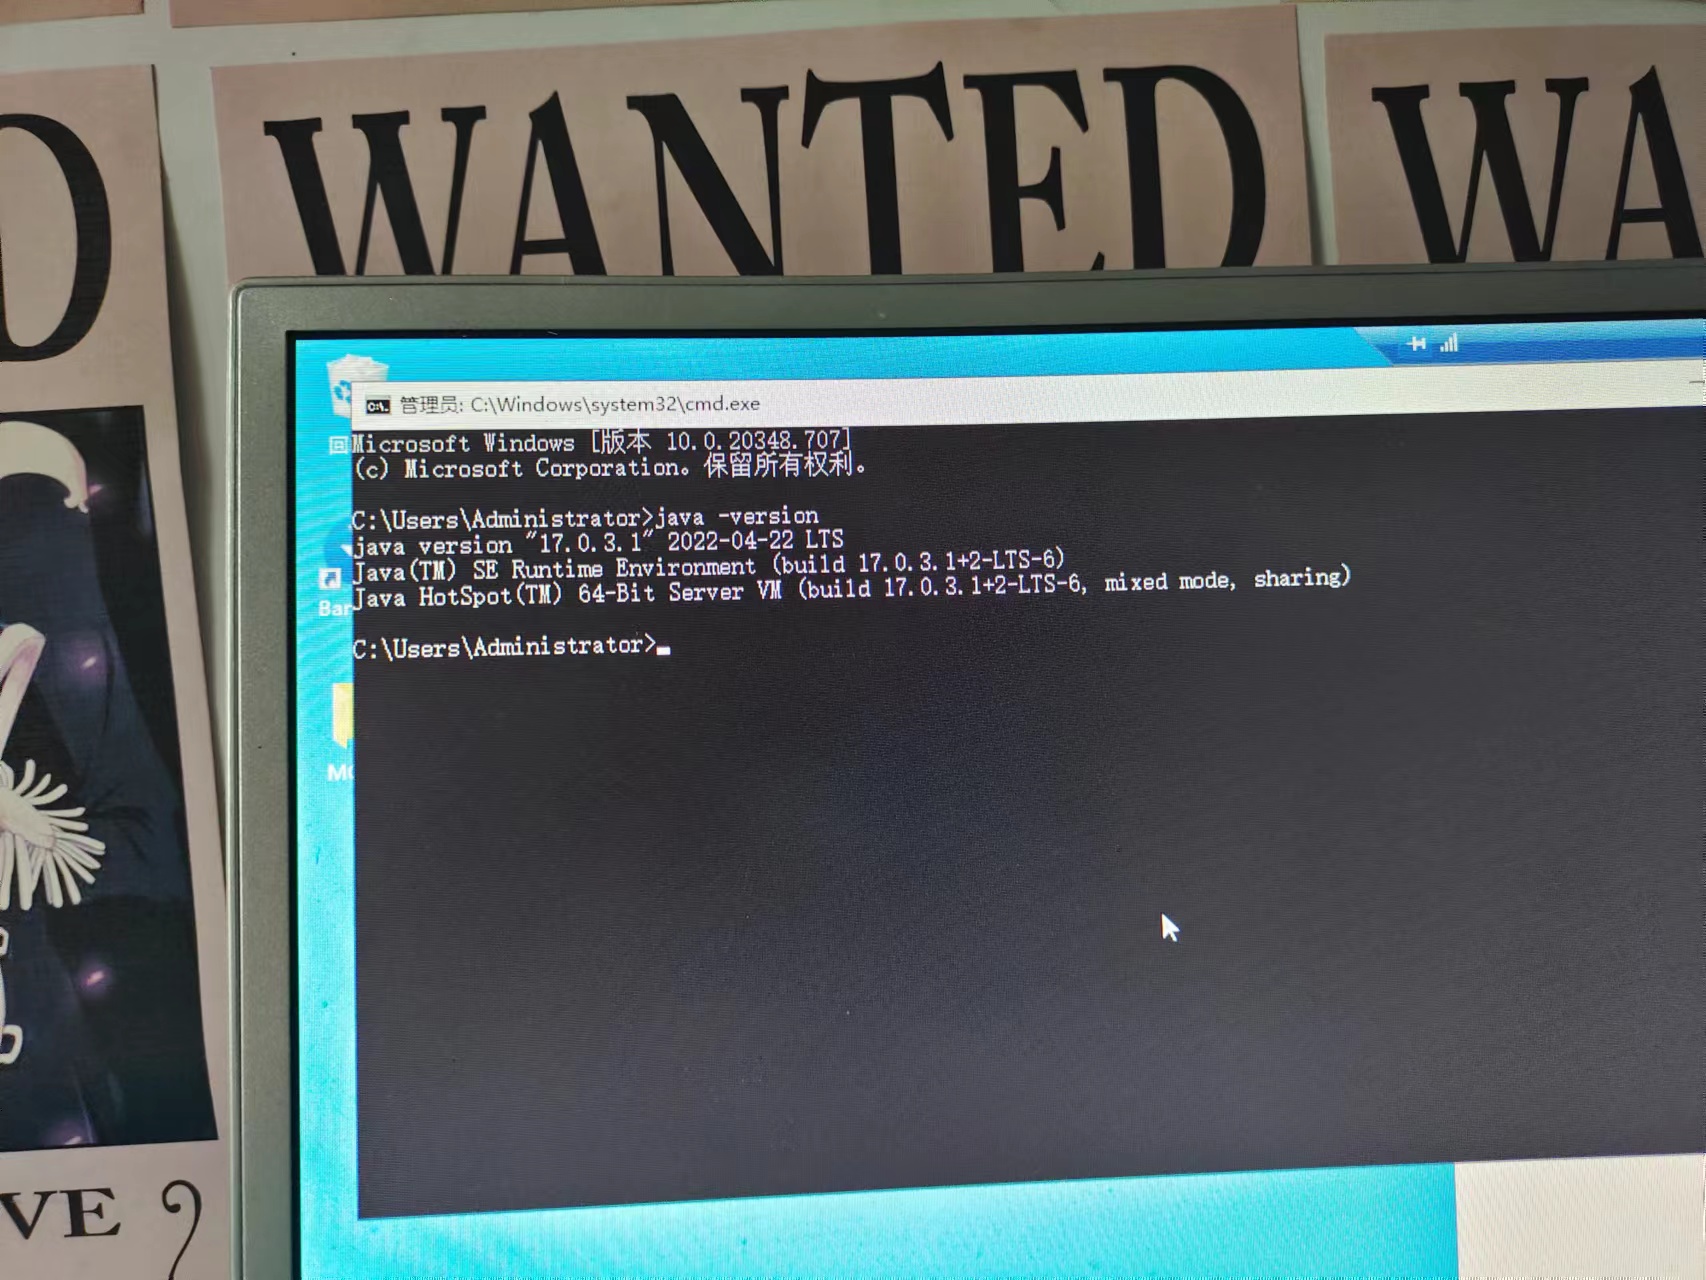 WANTED
WA
D
管理员: C:\Windows\system32\cmd.exe
Microsoft Windows [版本 10.0.20348.707]
(c) Microsoft Corporation。保留所有权利。
C:\Users\Administrator>java -version
java version "17.0.3.1" 2022-04-22 LTS
Java(TM) SE Runtime Environment (build 17.0.3.1+2-LTS-6)
Java HotSpot(TM) 64-Bit Server VM (build 17.0.3.1+2-LTS-6, mixed mode, sharing)
C:\Users\Administrator>
VE